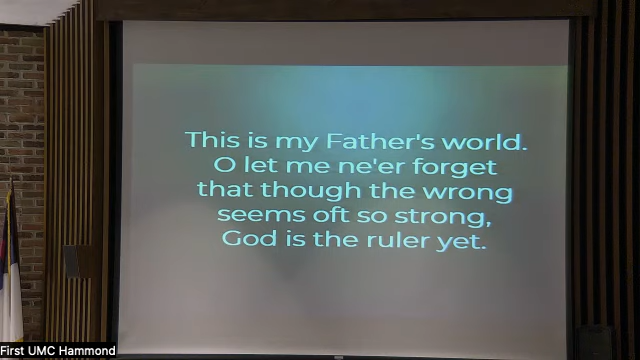 This is my Father's world.
O let me ne'er forget
that though the wrong
seems oft so strong,
God is the ruler yet.
First UMC Hammond